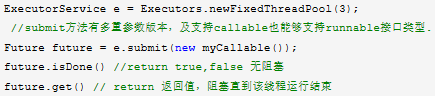 ExecutorService e = Executors.newFixedThreadPool(3);
//submit方法有多重参数版本，及支持callable也能够支持runnable接口类型.
Future future = e.submit(new myCallable());
future.isDone() //return true,false 无阻塞
future.get() // return 返回值，阻塞直到该线程运行结束